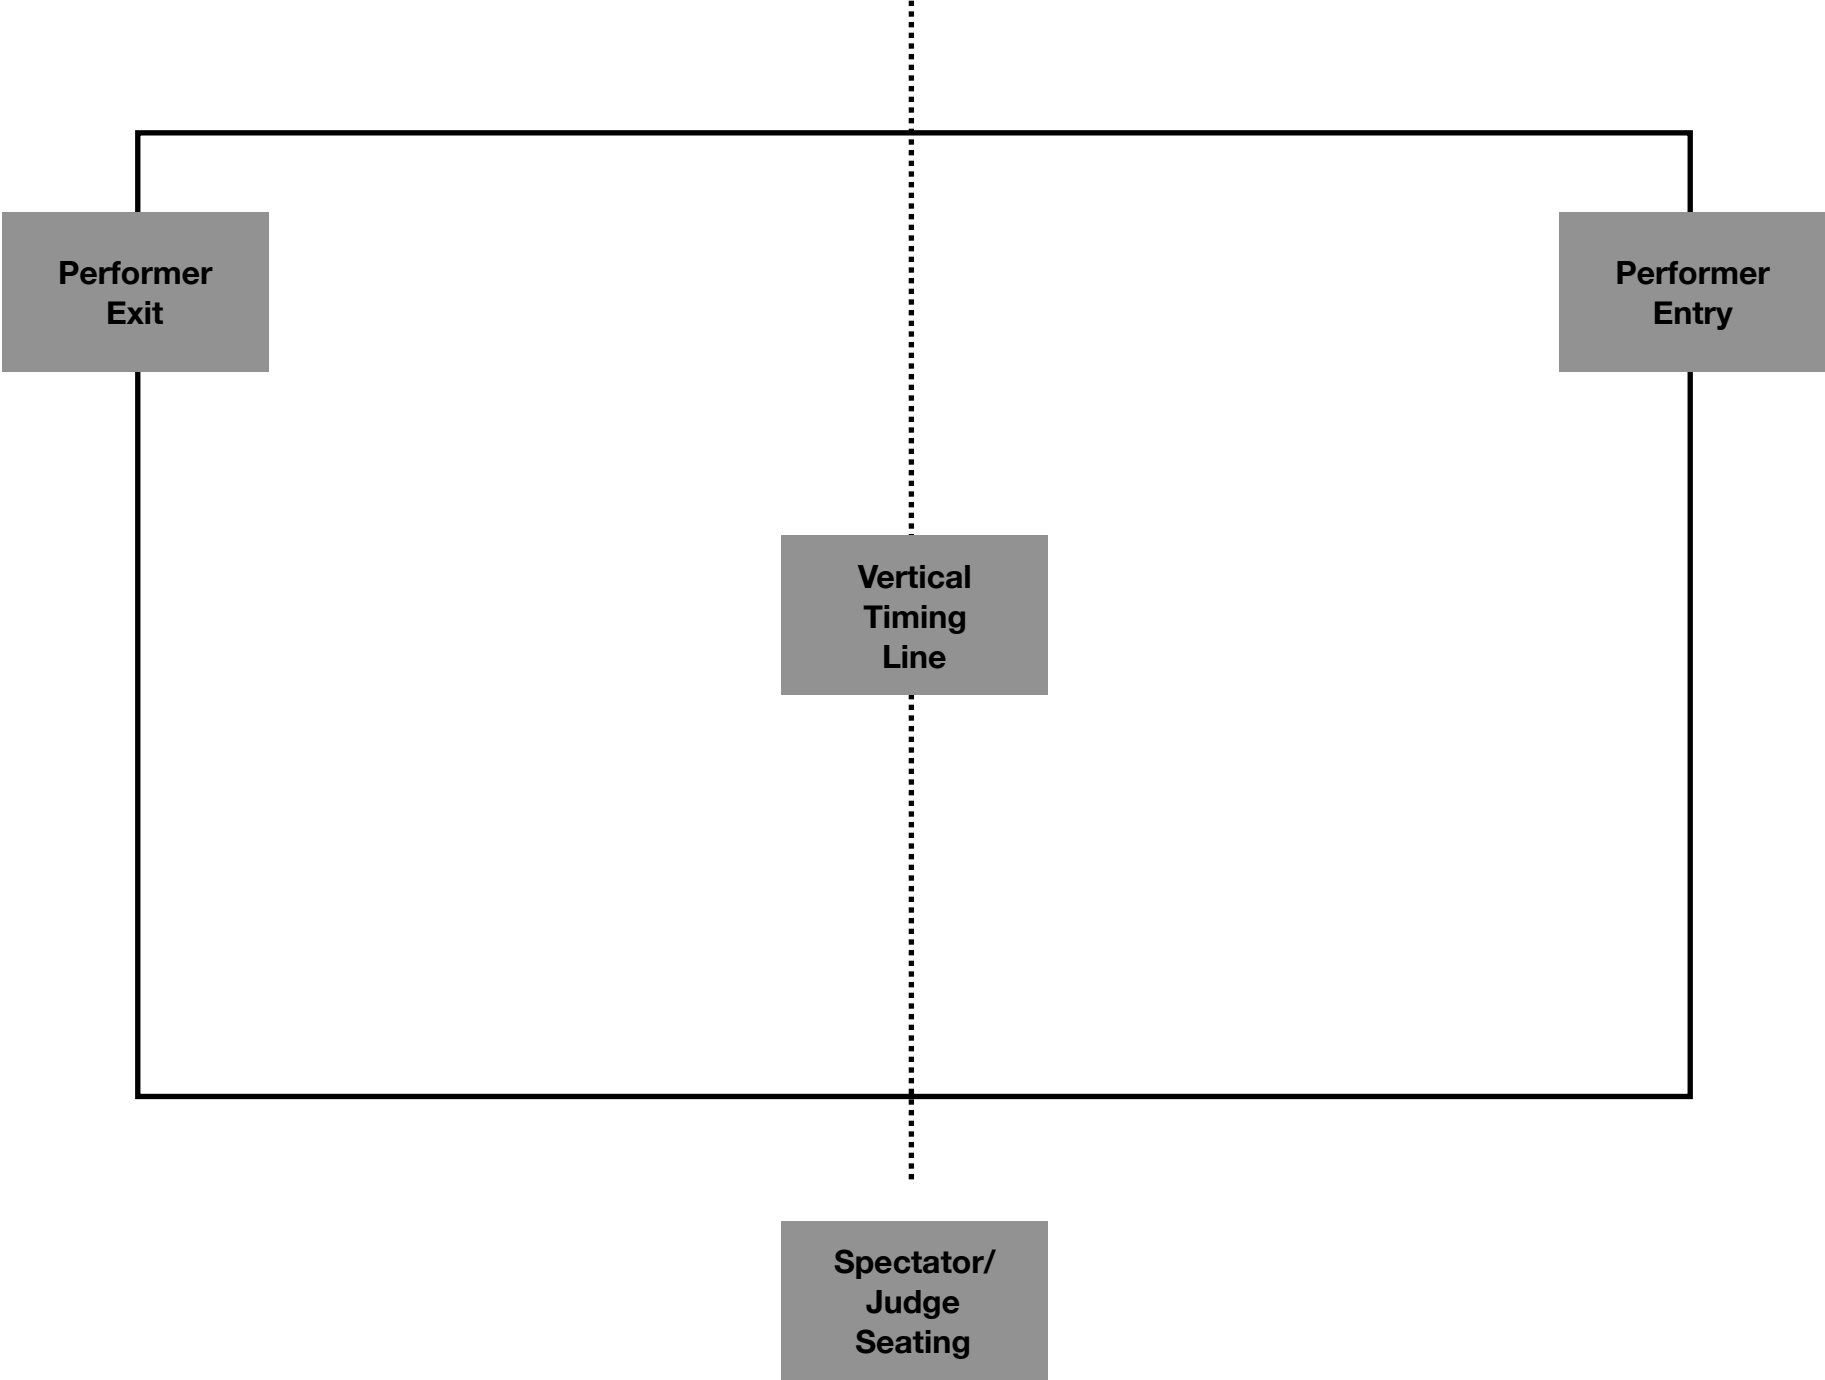 Performer
Exit
Performer
Entry
Vertical
Timing
Line
Spectator/
Judge
Seating